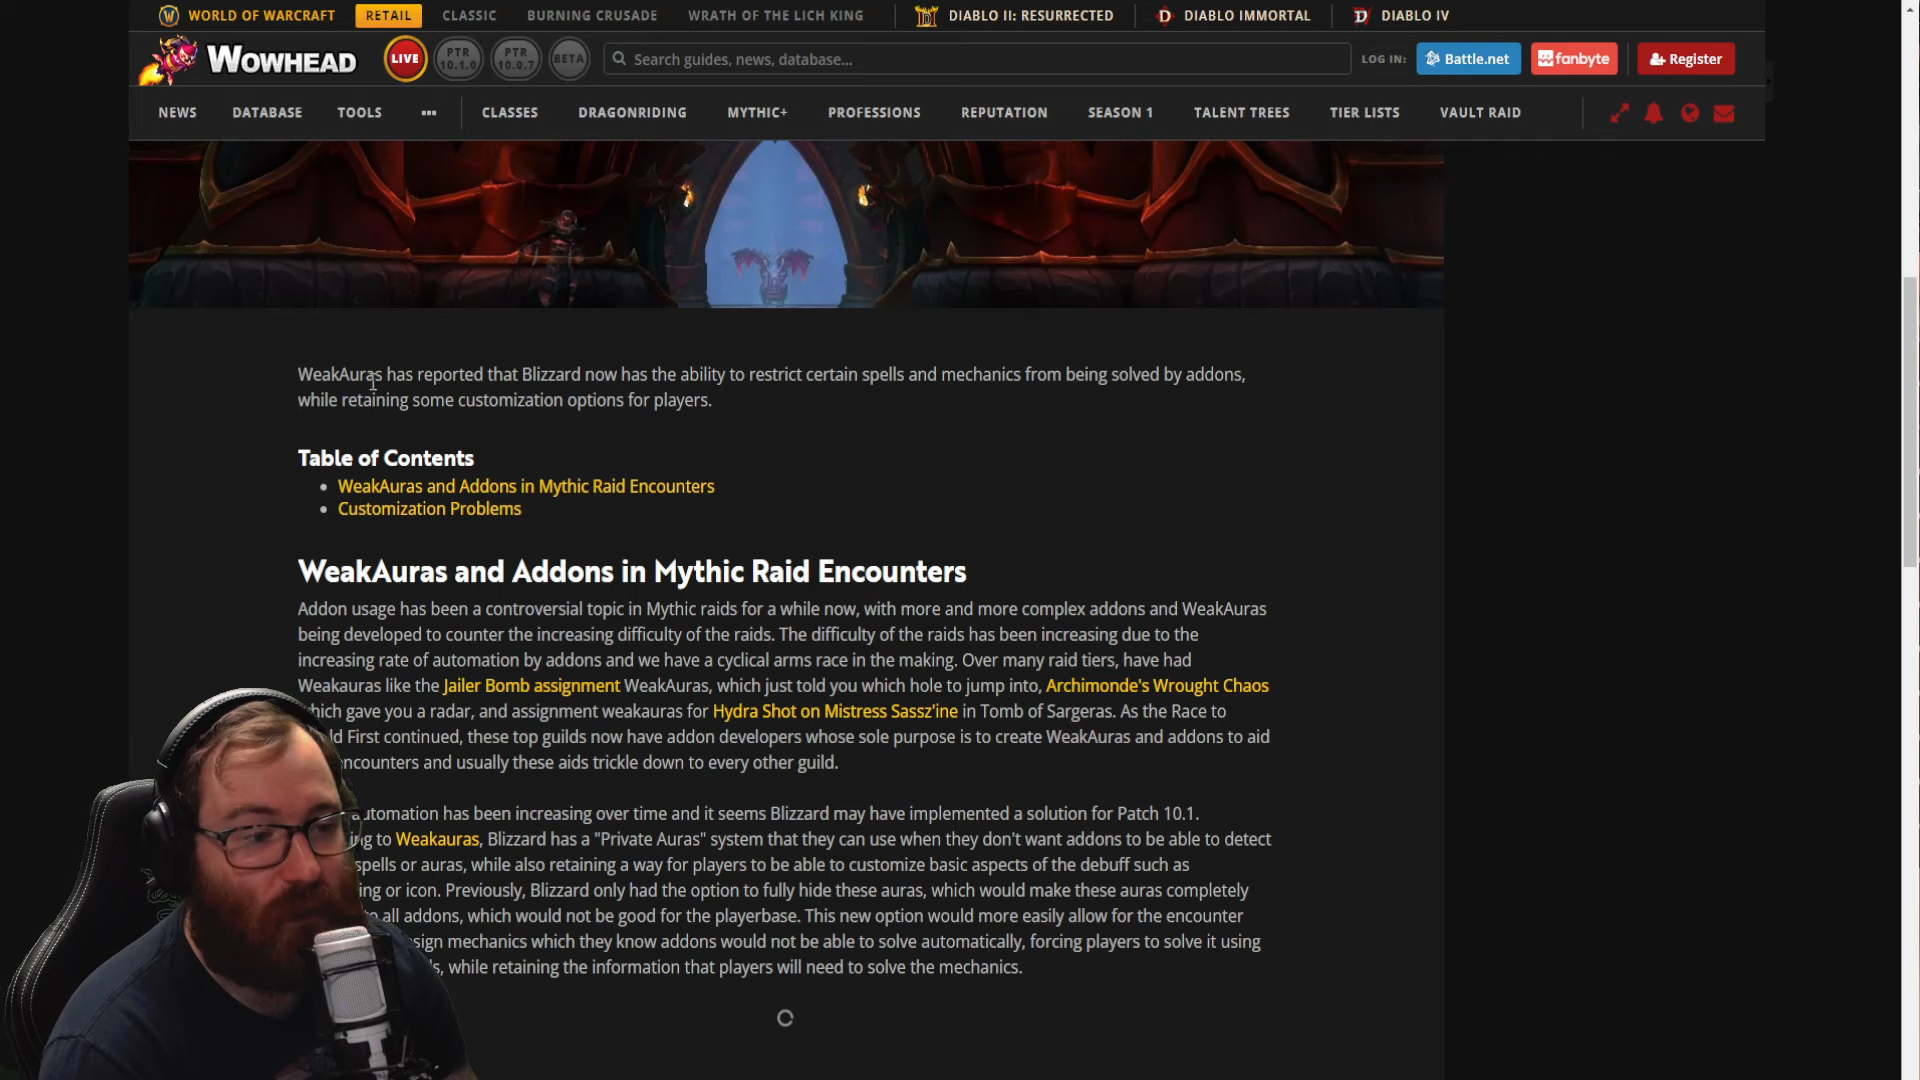 WORLD OF WARCRAFT RETAIL CLASSIC BURNING CRUSADE WRATH OF THE LICH KING DIABLO II: RESURRECTED DIABLO IMMORTAL DIABLO IV
WOWHEAD LIVE PTR 10.1.0 PTR 10.0.7 BETA Search guides, news, database... LOG IN: Battle.net fanbyte Register
NEWS DATABASE TOOLS ••• CLASSES DRAGONRIDING MYTHIC+ PROFESSIONS REPUTATION SEASON 1 TALENT TREES TIER LISTS VAULT RAID
WeakAuras has reported that Blizzard now has the ability to restrict certain spells and mechanics from being solved by addons,
while retaining some customization options for players.
Table of Contents
• WeakAuras and Addons in Mythic Raid Encounters
• Customization Problems
WeakAuras and Addons in Mythic Raid Encounters
Addon usage has been a controversial topic in Mythic raids for a while now, with more and more complex addons and WeakAuras
being developed to counter the increasing difficulty of the raids. The difficulty of the raids has been increasing due to the
increasing rate of automation by addons and we have a cyclical arms race in the making. Over many raid tiers, have had
Weakauras like the Jailer Bomb assignment WeakAuras, which just told you which hole to jump into, Archimonde's Wrought Chaos
which gave you a radar, and assignment weakauras for Hydra Shot on Mistress Sassz'ine in Tomb of Sargeras. As the Race to
ld First continued, these top guilds now have addon developers whose sole purpose is to create WeakAuras and addons to aid
ncounters and usually these aids trickle down to every other guild.
automation has been increasing over time and it seems Blizzard may have implemented a solution for Patch 10.1.
ng to Weakauras, Blizzard has a "Private Auras" system that they can use when they don't want addons to be able to detect
spells or auras, while also retaining a way for players to be able to customize basic aspects of the debuff such as
ing or icon. Previously, Blizzard only had the option to fully hide these auras, which would make these auras completely
all addons, which would not be good for the playerbase. This new option would more easily allow for the encounter
sign mechanics which they know addons would not be able to solve automatically, forcing players to solve it using
s, while retaining the information that players will need to solve the mechanics.